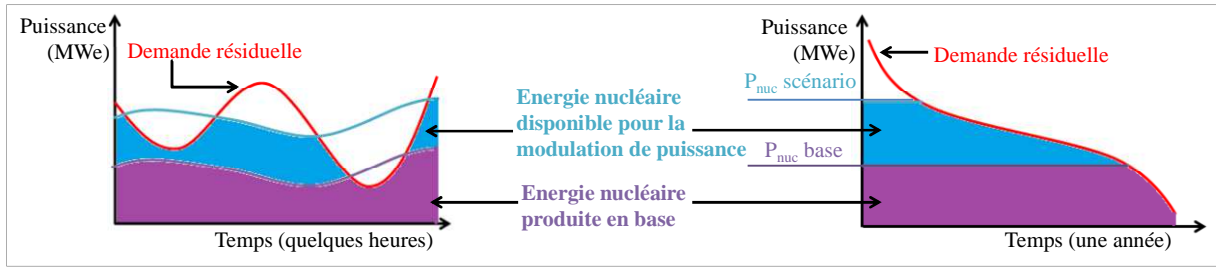 Puissance
(MWe)
Demande résiduelle
Temps (quelques heures)
Energie nucléaire
disponible pour la
modulation de puissance
Energie nucléaire
produite en base
Puissance
(MWe)
Demande résiduelle
Pnuc scénario
Pnuc base
Temps (une année)